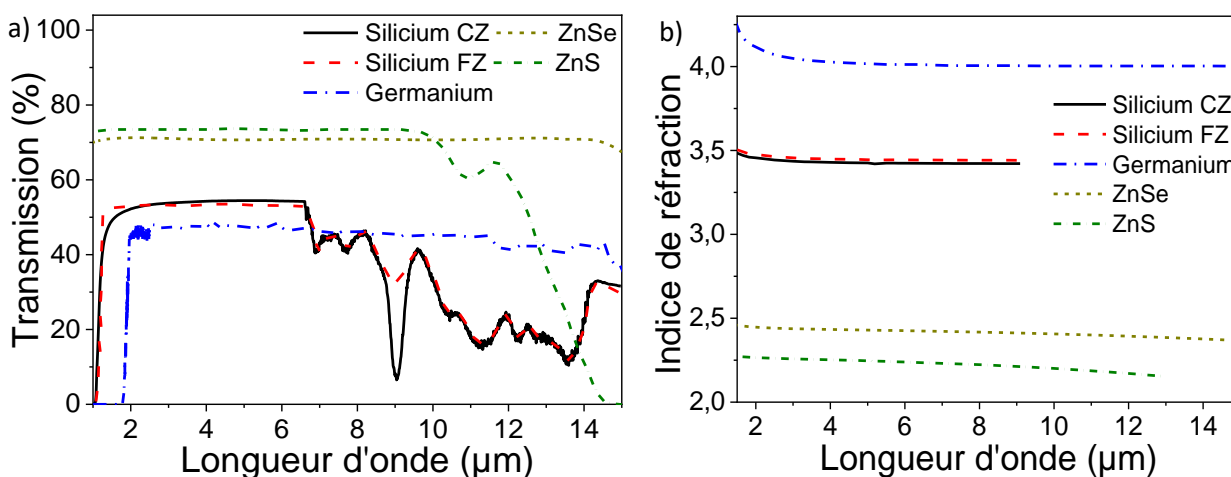 a)
100
80
60
40
20
0
Transmission (%)
Silicium CZ
ZnSe
Silicium FZ
ZnS
Germanium
2 4 6 8 10 12 14
Longueur d'onde (µm)
b)
4,0
3,5
3,0
2,5
2,0
Indice de réfraction
Silicium CZ
Silicium FZ
Germanium
ZnSe
ZnS
2 4 6 8 10 12 14
Longueur d'onde (µm)